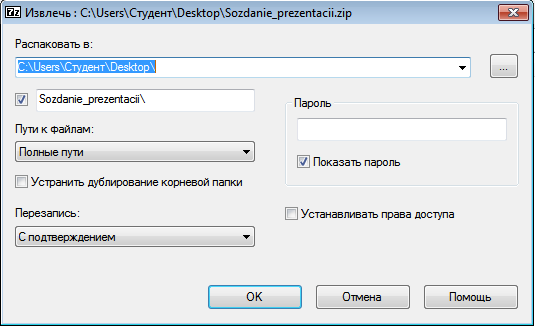 7z Извлечь : C:\Users\Студент\Desktop\Sozdanie_prezentacii.zip
Распаковать в:
C:\Users\Студент\Desktop\ ...
Sozdanie_prezentacii\
Пароль
Пути к файлам:
Полные пути
Показать пароль
Устранить дублирование корневой папки
Перезапись:
Устанавливать права доступа
С подтверждением
OK Отмена Помощь